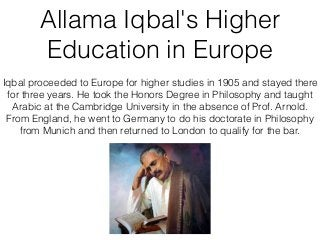 Allama Iqbal's Higher
Education in Europe
Iqbal proceeded to Europe for higher studies in 1905 and stayed there
for three years. He took the Honors Degree in Philosophy and taught
Arabic at the Cambridge University in the absence of Prof. Arnold.
From England, he went to Germany to do his doctorate in Philosophy
from Munich and then returned to London to qualify for the bar.